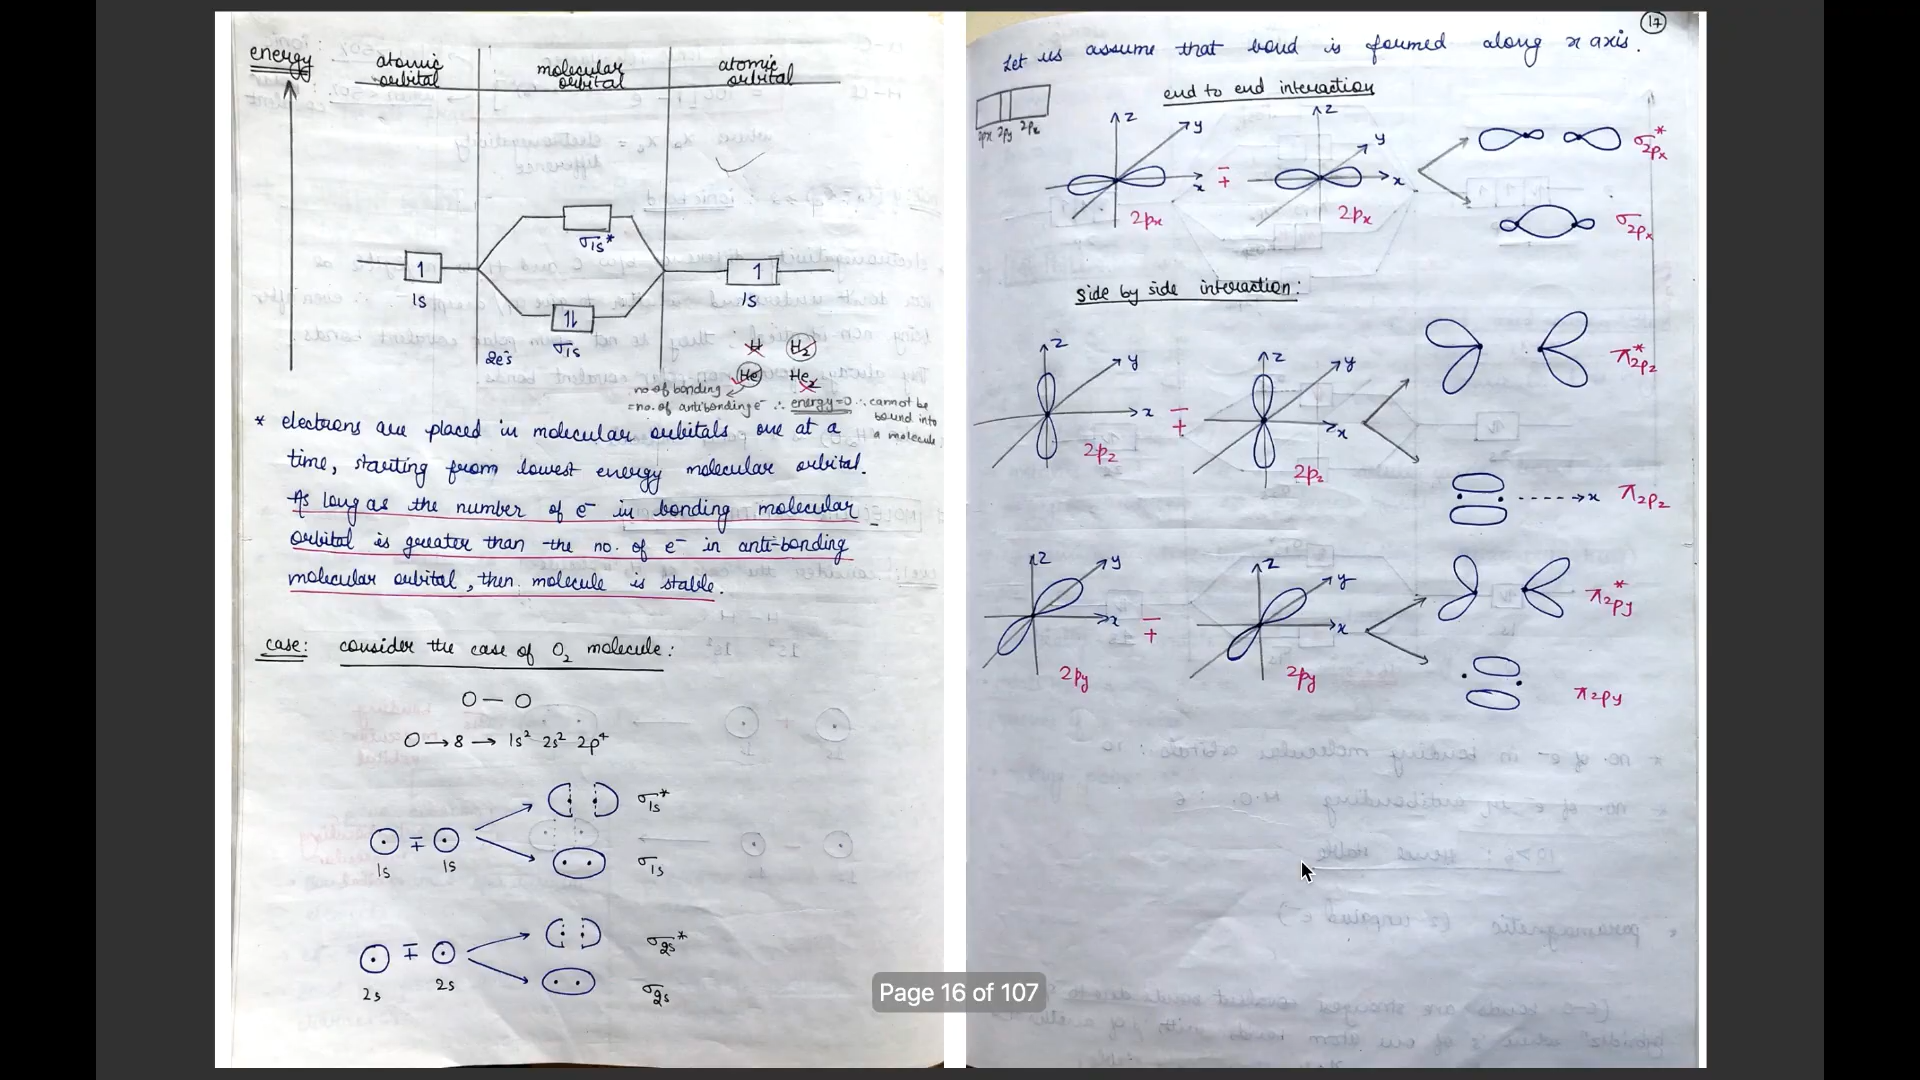 energy
atomic orbital
molecular orbital
atomic orbital
σ1s*
1
1s
1
1s
1⇂
σ1s
2e⁻s
H H₂
He He₂
no of bonding
= no. of antibonding e⁻ ∴ energy=0 ∴ cannot be
bound into
a molecule
* electrons are placed in molecular orbitals one at a
time, starting from lowest energy molecular orbital.
As long as the number of e⁻ in bonding molecular
orbital is greater than the no. of e⁻ in anti-bonding
molecular orbital, then molecule is stable.
case: consider the case of O₂ molecule:
O — O
O → 8 → 1s² 2s² 2p⁴
σ1s*
∓
1s 1s
σ1s
σ2s*
∓
2s 2s
σ2s
17
Let us assume that bond is formed along x axis.
end to end interaction
2px 2py 2pz
z y x
2px
∓
z y x
2px
σ*2px
σ2px
side by side interaction:
z y x
2pz
∓
z y x
2pz
π*2pz
x π2pz
z y x
2py
∓
z y x
2py
π*2py
π2py
Page 16 of 107